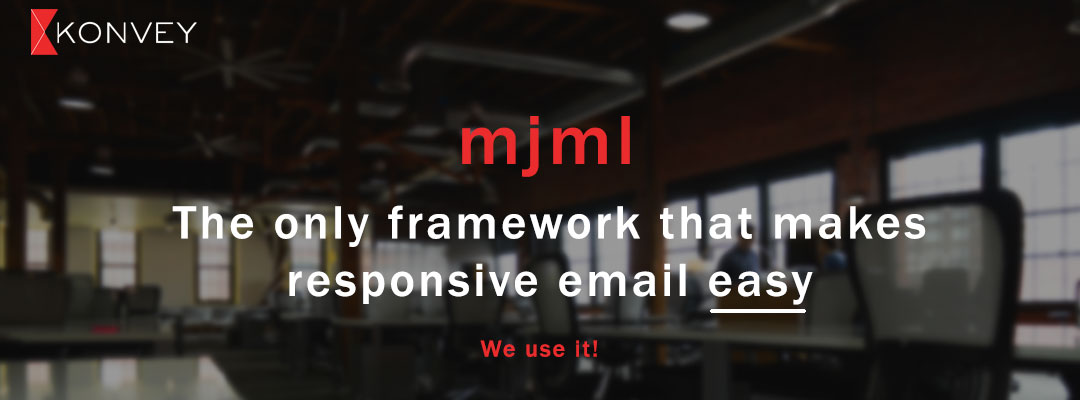 KONVEY
mjml
The only framework that makes
responsive email easy
We use it!